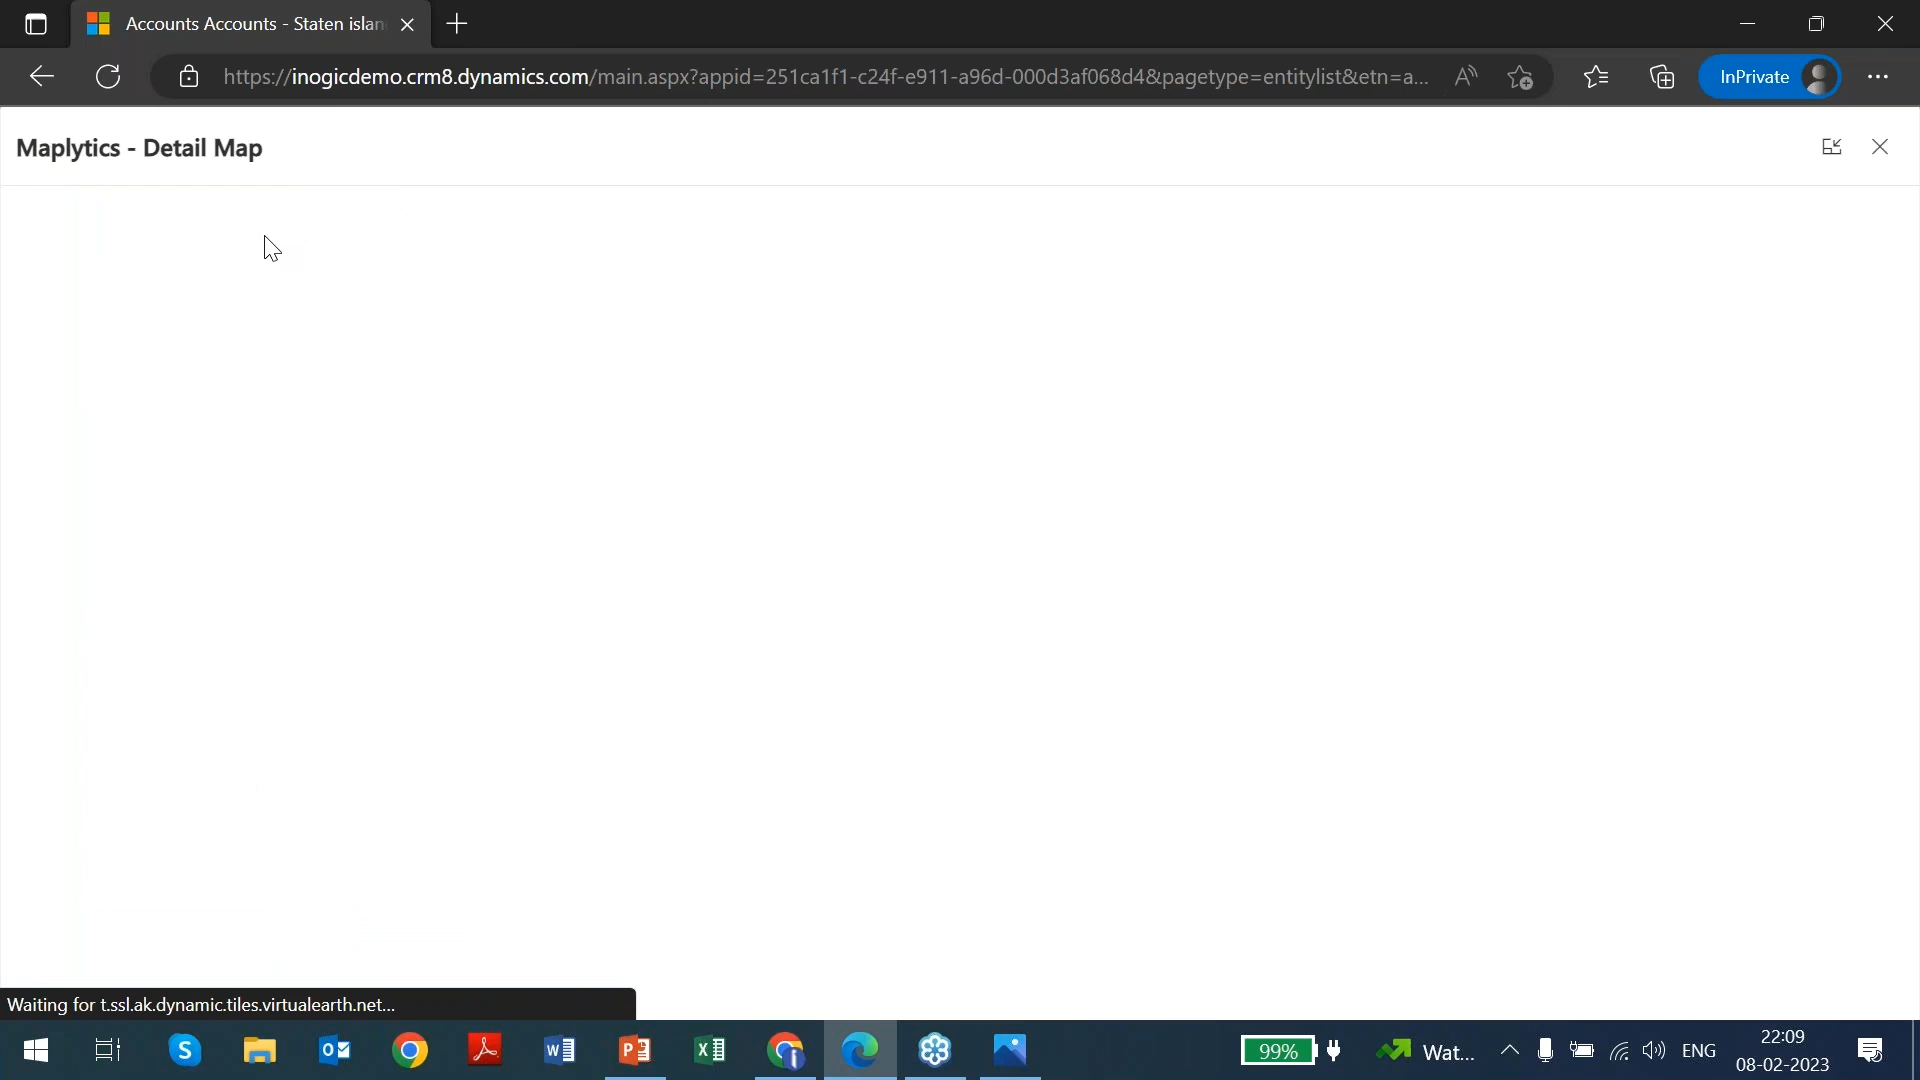 Accounts Accounts - Staten islan
https://inogicdemo.crm8.dynamics.com/main.aspx?appid=251ca1f1-c24f-e911-a96d-000d3af068d4&pagetype=entitylist&etn=a...
InPrivate
Maplytics - Detail Map
Waiting for t.ssl.ak.dynamic.tiles.virtualearth.net...
99%
Wat...
ENG
22:09
08-02-2023